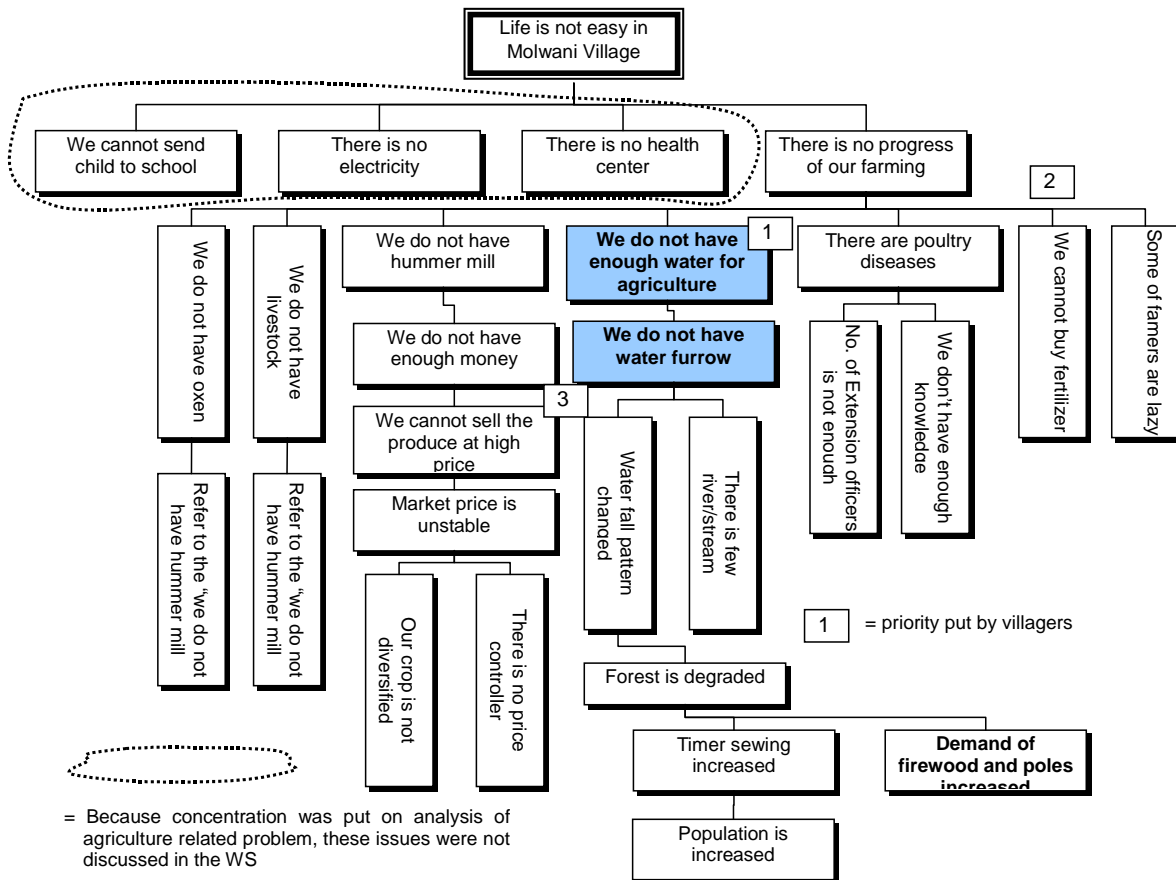 Life is not easy in
Molwani Village
We cannot send
child to school
There is no
electricity
There is no health
center
There is no progress
of our farming
2
We do not have oxen
We do not have
livestock
We do not have
hummer mill
We do not have
enough water for
agriculture
1
There are poultry
diseases
We cannot buy fertilizer
Some of farmers are lazy
We do not have
enough money
We do not have
water furrow
No. of Extension officers
is not enough
We don't have enough
knowledge
3
We cannot sell the
produce at high
price
Water fall pattern
changed
There is few
river/stream
Refer to the "we do not
have hummer mill
Refer to the "we do not
have hummer mill
Market price is
unstable
Our crop is not
diversified
There is no price
controller
1 = priority put by villagers
Forest is degraded
Timer sewing
increased
Demand of
firewood and poles
increased
Population is
increased
= Because concentration was put on analysis of
agriculture related problem, these issues were not
discussed in the WS